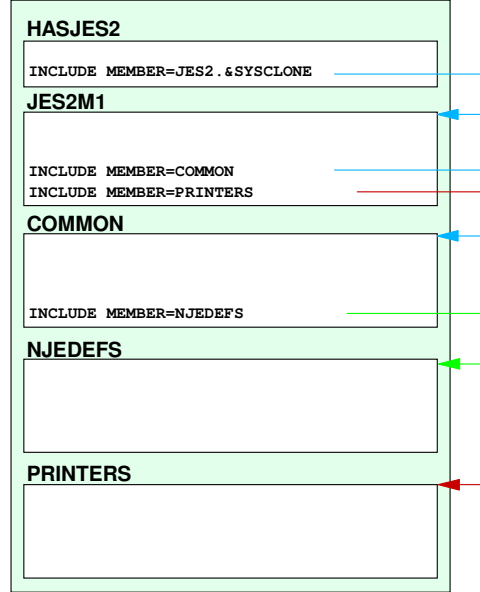 HASJES2
INCLUDE MEMBER=JES2.&SYSCLONE
JES2M1
INCLUDE MEMBER=COMMON
INCLUDE MEMBER=PRINTERS
COMMON
INCLUDE MEMBER=NJEDEFS
NJEDEFS
PRINTERS